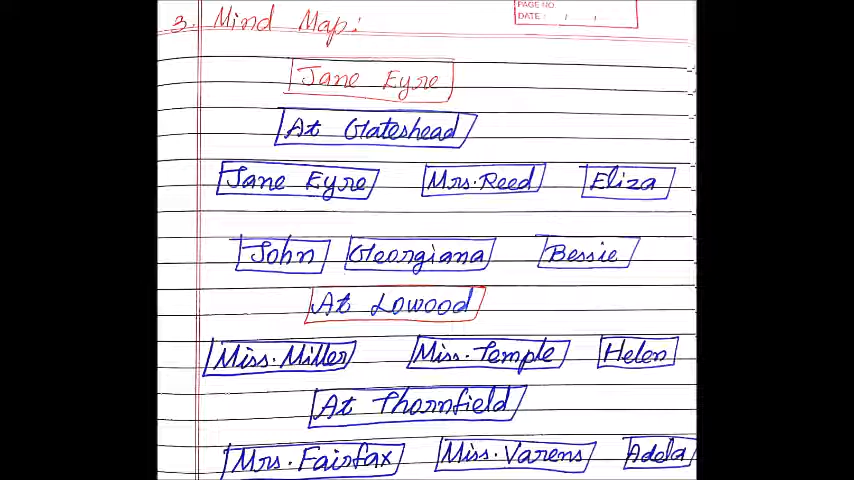 PAGE NO.
DATE: / /
3. Mind Map:
Jane Eyre
At Gateshead
Jane Eyre Mrs. Reed Eliza
John Georgiana Bessie
At Lowood
Miss. Miller Miss. Temple Helen
At Thornfield
Mrs. Fairfax Miss. Varens Adela